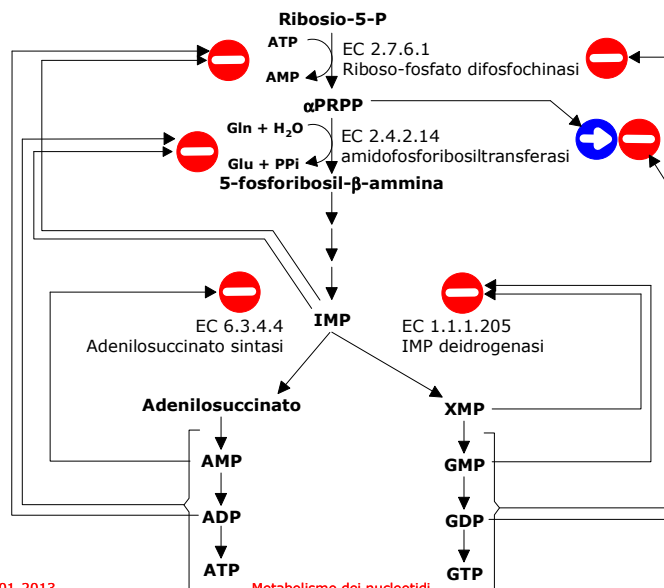 Ribosio-5-P
ATP
EC 2.7.6.1
Riboso-fosfato difosfochinasi
AMP
αPRPP
Gln + H₂O
EC 2.4.2.14
amidofosforibosiltransferasi
Glu + PPi
5-fosforibosil-β-ammina
IMP
EC 6.3.4.4
Adenilosuccinato sintasi
EC 1.1.1.205
IMP deidrogenasi
Adenilosuccinato
XMP
AMP
GMP
ADP
GDP
ATP
GTP
01-2013
Metabolismo dei nucleotidi